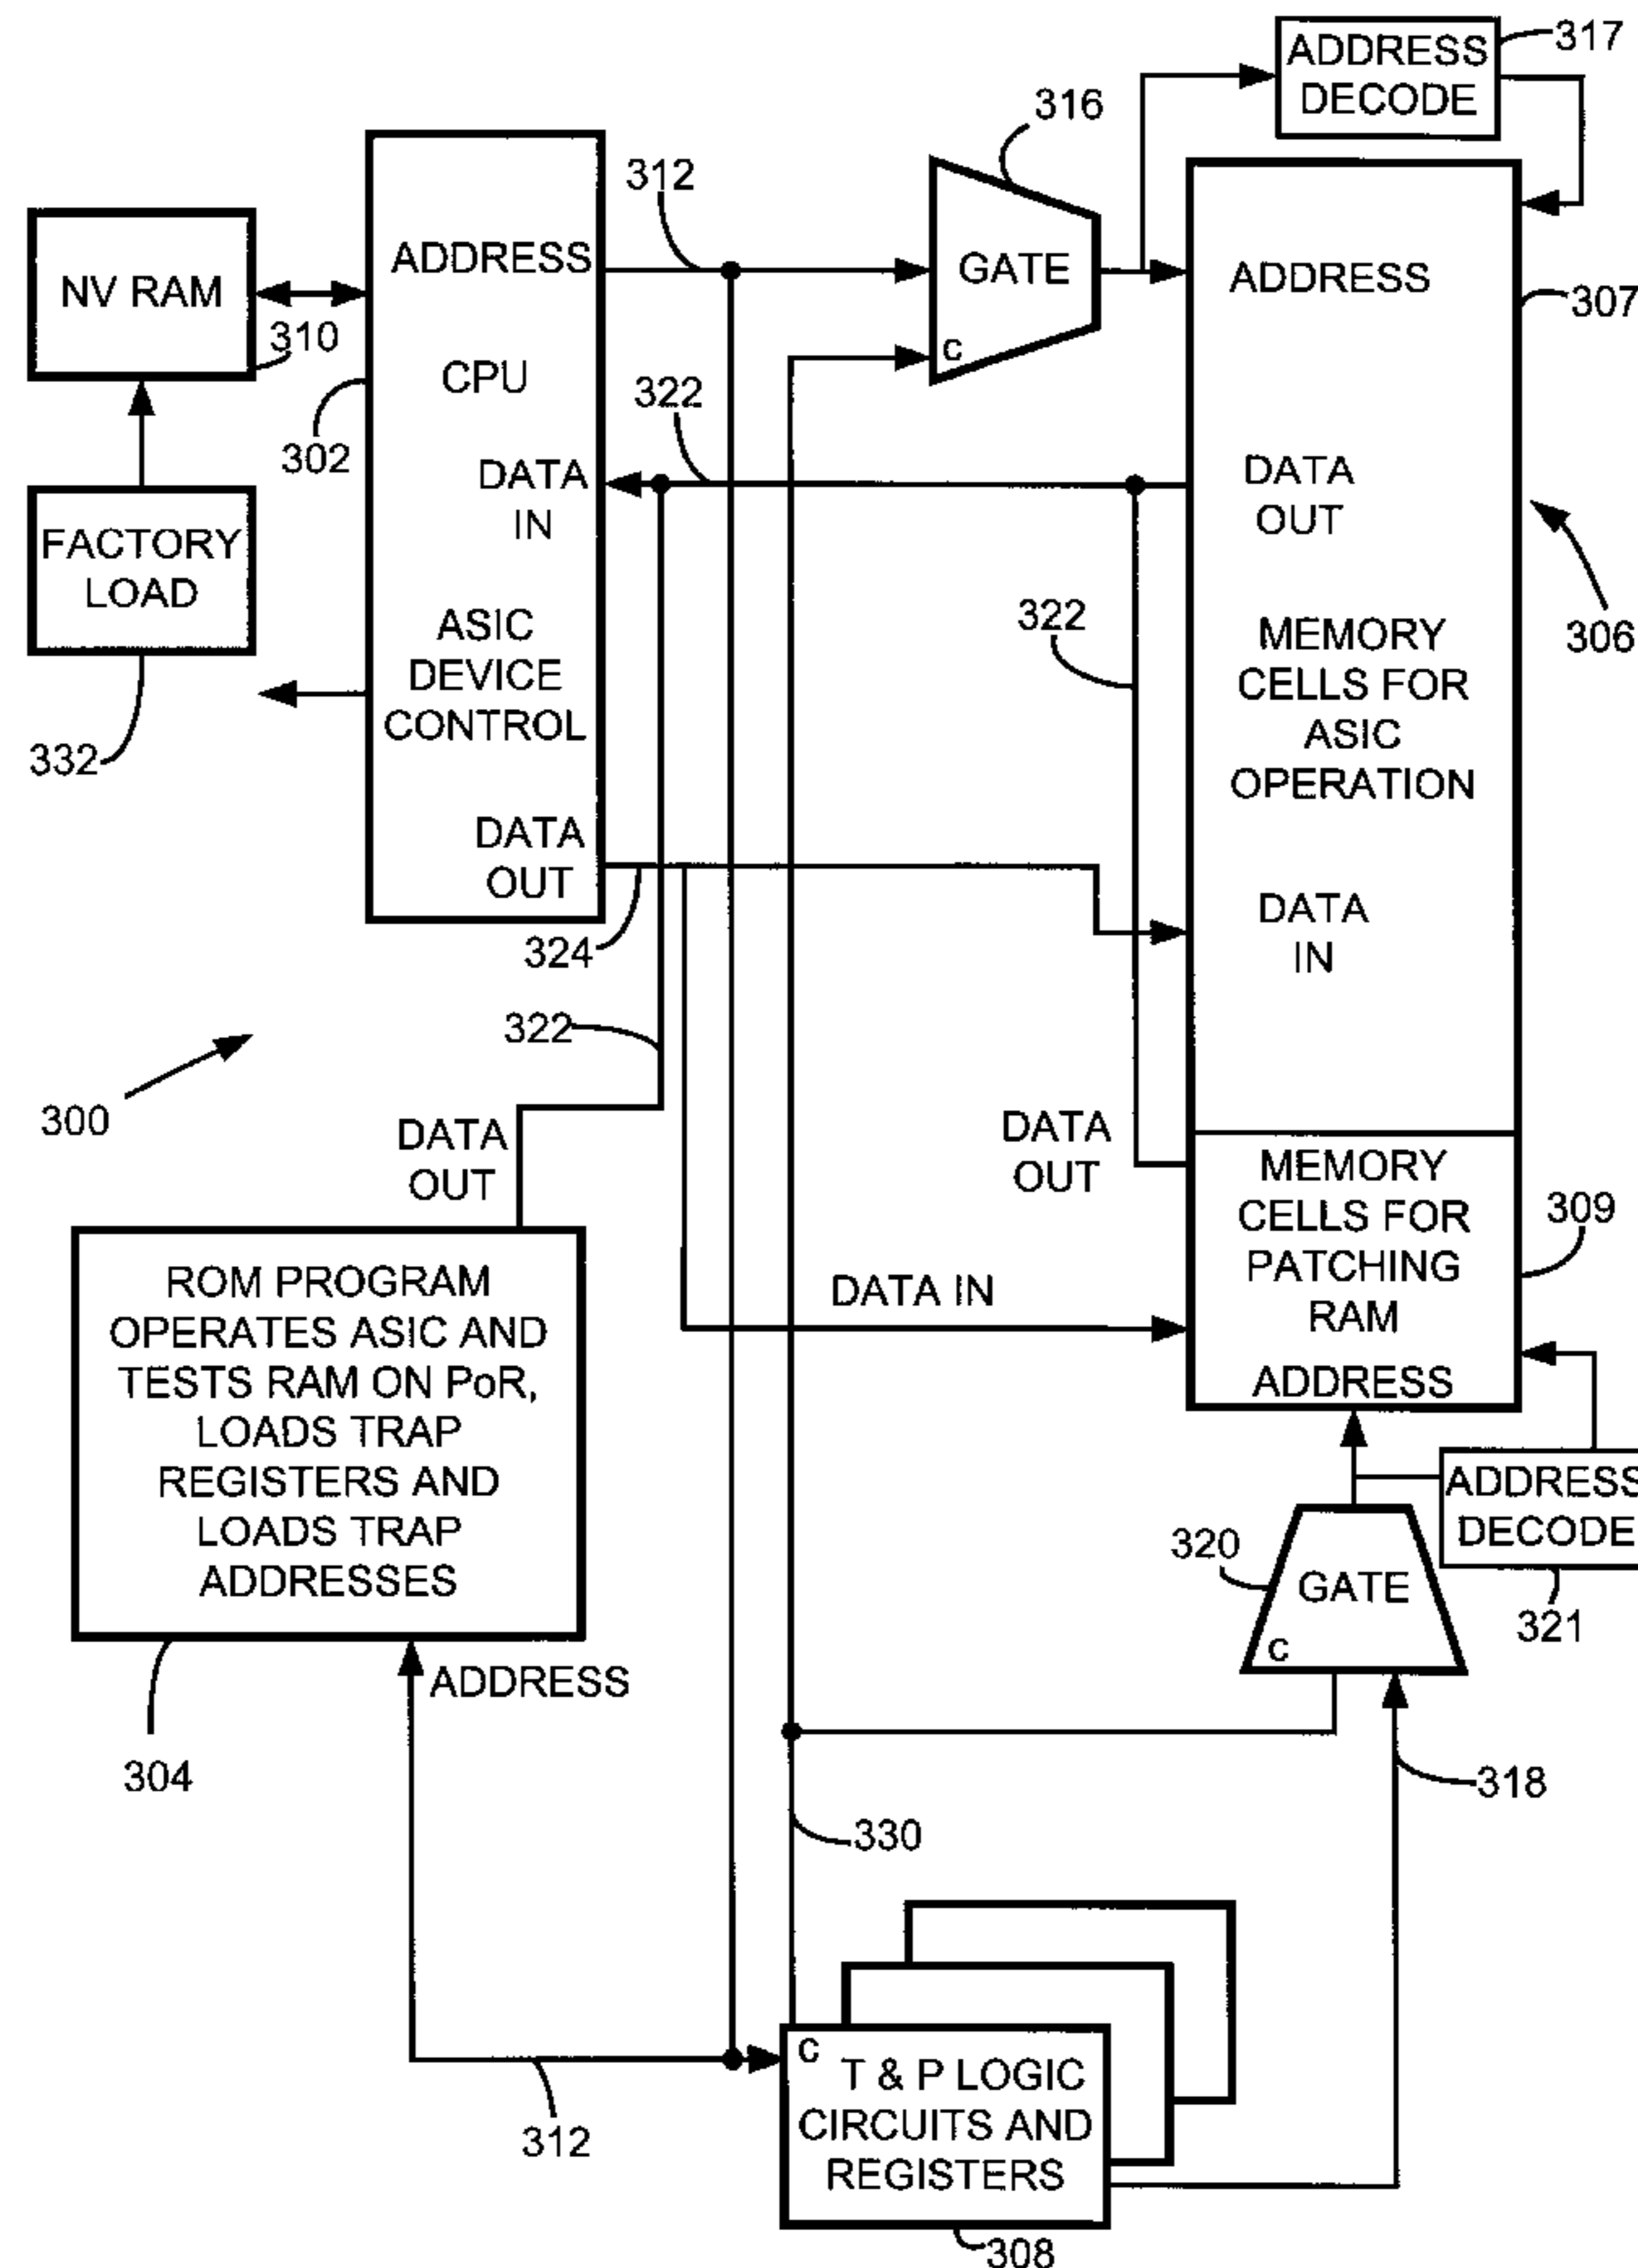 ADDRESS
DECODE
317
316
312
ADDRESS
GATE
C
ADDRESS
307
NV RAM
310
CPU
302
322
DATA
IN
DATA
OUT
FACTORY
LOAD
332
ASIC
DEVICE
CONTROL
322
MEMORY
CELLS FOR
ASIC
OPERATION
306
DATA
OUT
324
DATA
IN
322
300
DATA
OUT
DATA
OUT
MEMORY
CELLS FOR
PATCHING
RAM
309
ADDRESS
DATA IN
ROM PROGRAM
OPERATES ASIC AND
TESTS RAM ON PoR,
LOADS TRAP
REGISTERS AND
LOADS TRAP
ADDRESSES
304
ADDRESS
ADDRESS
DECODE
321
320
GATE
C
318
330
312
C
T & P LOGIC
CIRCUITS AND
REGISTERS
308